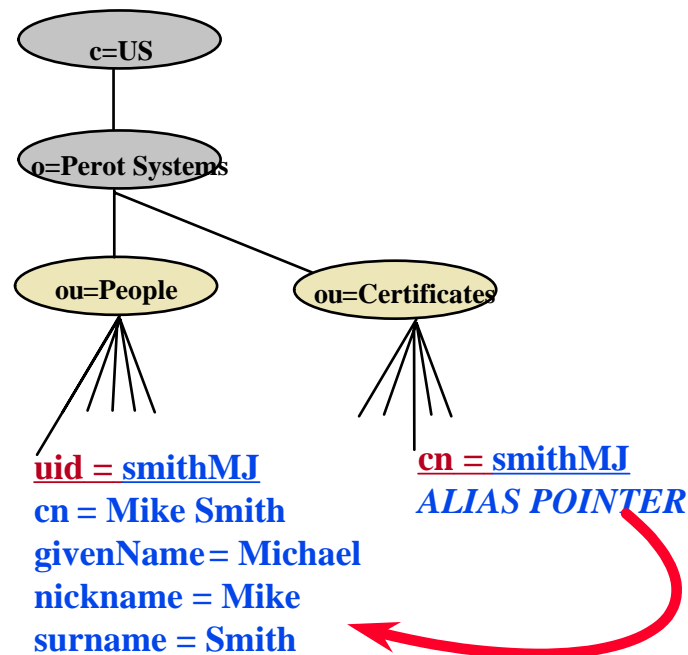 c=US
o=Perot Systems
ou=People
ou=Certificates
uid = smithMJ
cn = Mike Smith
givenName = Michael
nickname = Mike
surname = Smith
cn = smithMJ
ALIAS POINTER